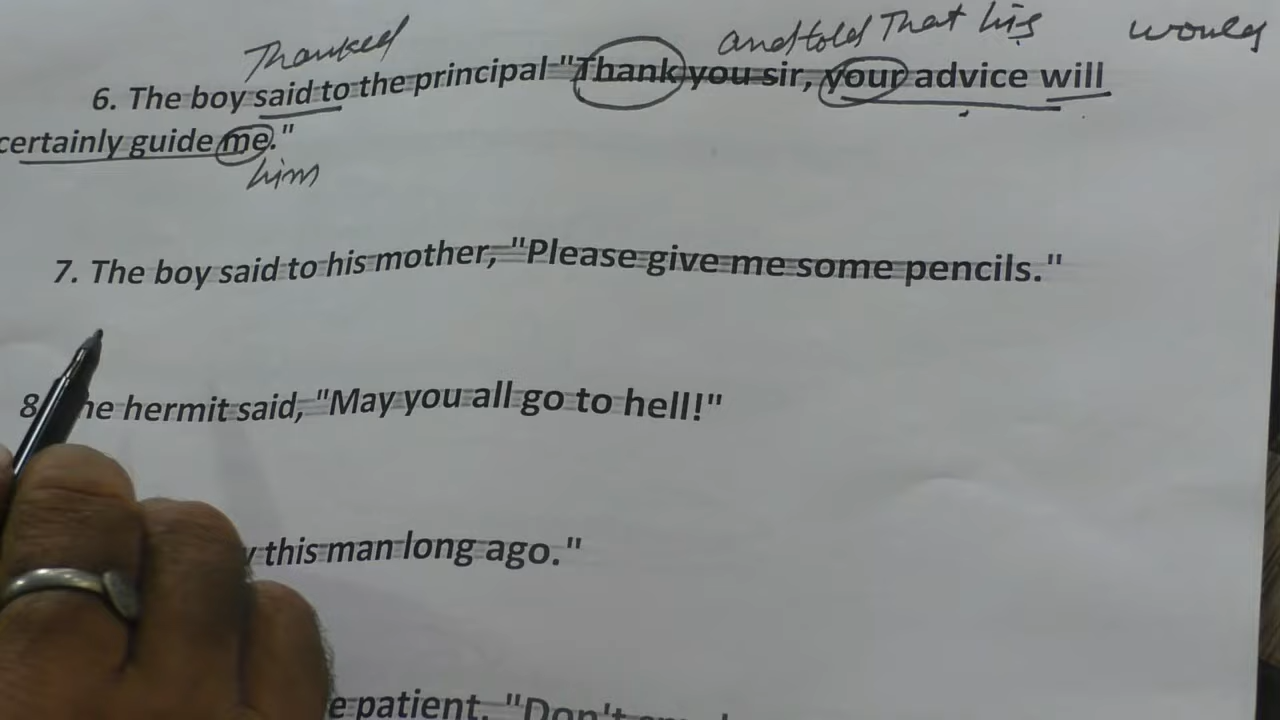 Thanked and told That his would
6. The boy said to the principal "Thank you sir, your advice will
certainly guide me."
him
7. The boy said to his mother, "Please give me some pencils."
hermit said, "May you all go to hell!"
this man long ago."
patient, "Don't